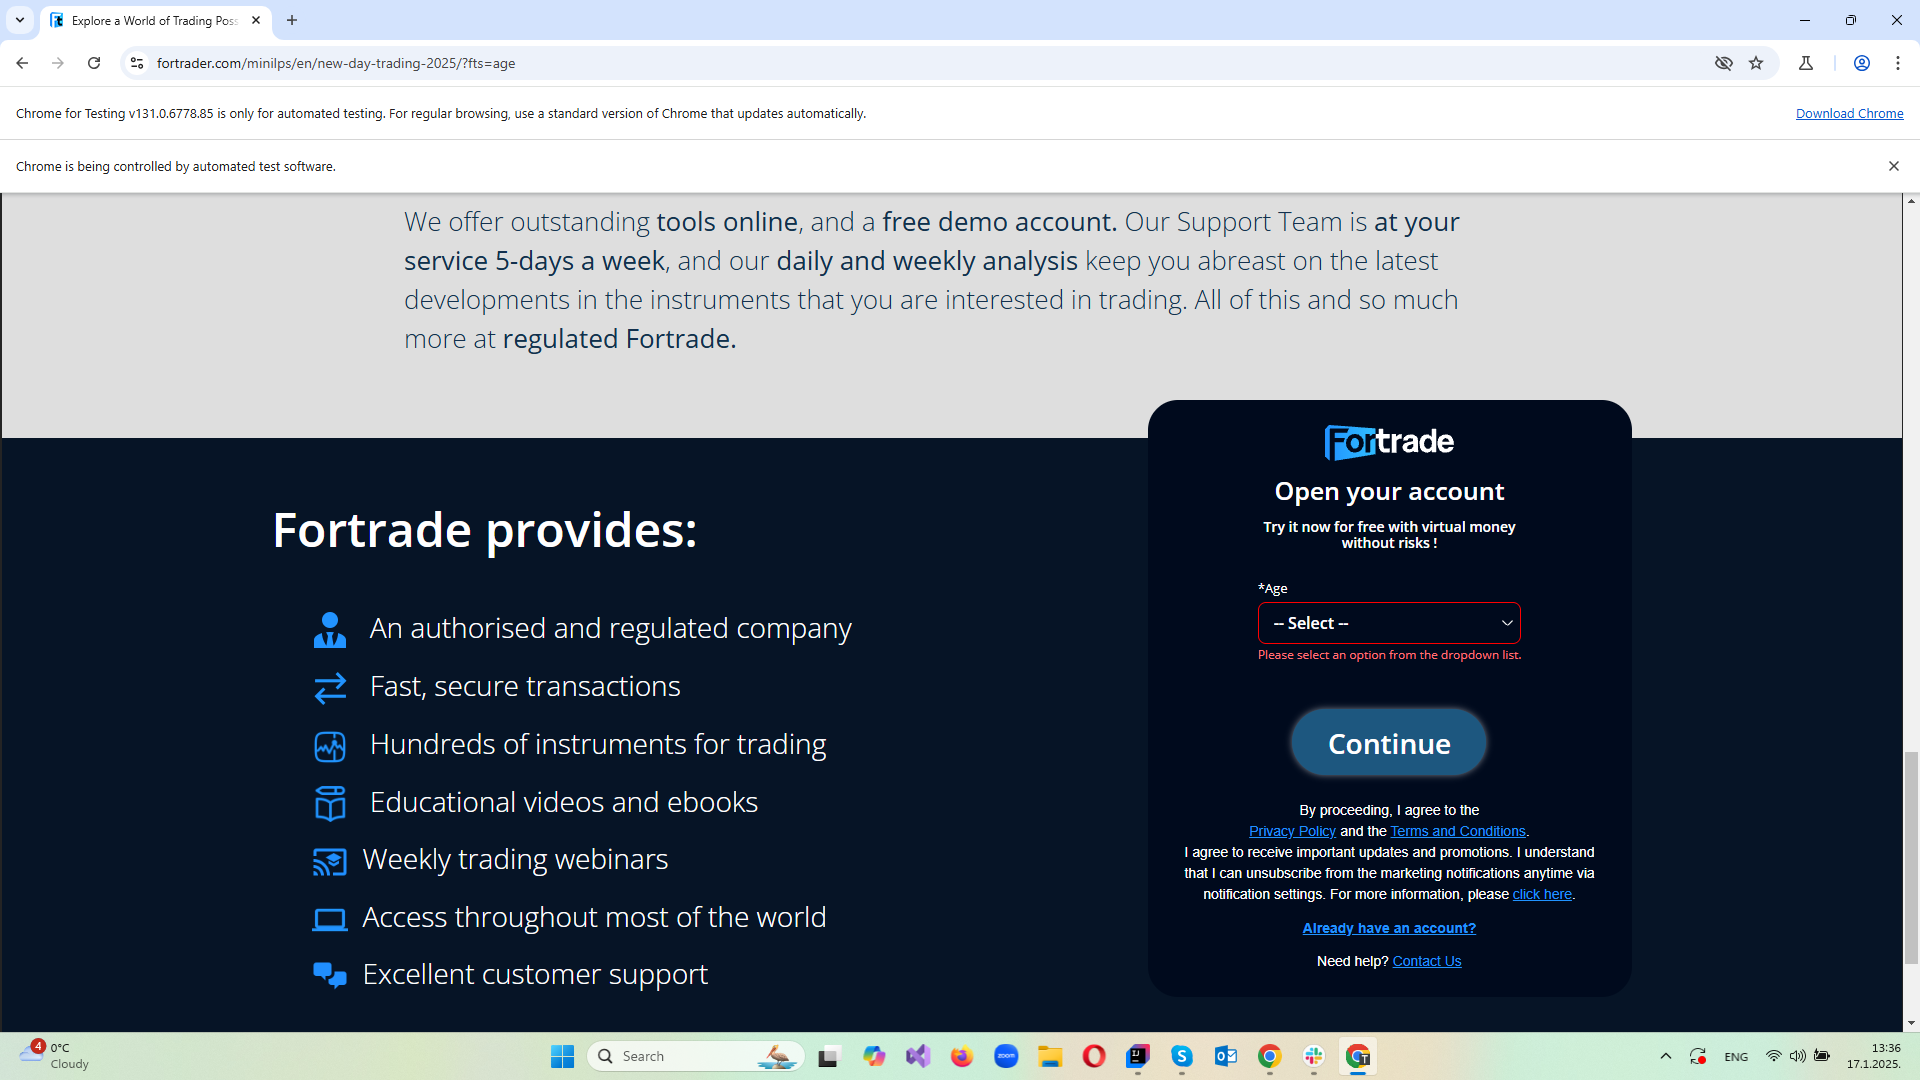 Explore a World of Trading Poss
fortrader.com/minilps/en/new-day-trading-2025/?fts=age
Chrome for Testing v131.0.6778.85 is only for automated testing. For regular browsing, use a standard version of Chrome that updates automatically.
Download Chrome
Chrome is being controlled by automated test software.
We offer outstanding tools online, and a free demo account. Our Support Team is at your
service 5-days a week, and our daily and weekly analysis keep you abreast on the latest
developments in the instruments that you are interested in trading. All of this and so much
more at regulated Fortrade.
Fortrade provides:
An authorised and regulated company
Fast, secure transactions
Hundreds of instruments for trading
Educational videos and ebooks
Weekly trading webinars
Access throughout most of the world
Excellent customer support
Fortrade
Open your account
Try it now for free with virtual money
without risks !
*Age
-- Select --
Please select an option from the dropdown list.
Continue
By proceeding, I agree to the
Privacy Policy and the Terms and Conditions.
I agree to receive important updates and promotions. I understand
that I can unsubscribe from the marketing notifications anytime via
notification settings. For more information, please click here.
Already have an account?
Need help? Contact Us
4
0°C
Cloudy
Search
zoom
ENG
13:36
17.1.2025.